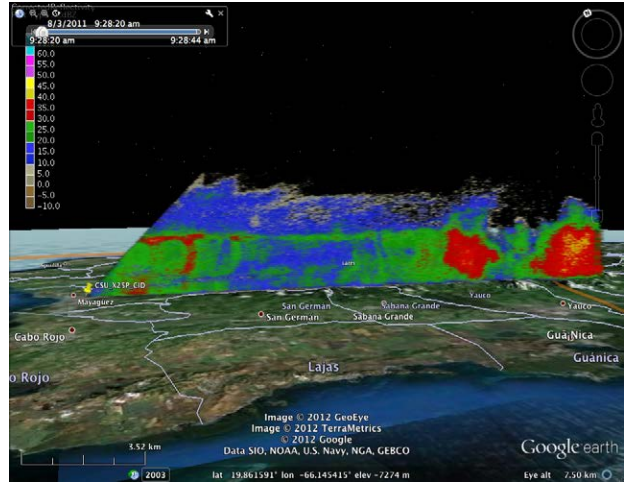 8/3/2011 9:28:20 am
9:28:20 am 9:28:44 am
60.0
55.0
50.0
45.0
40.0
35.0
30.0
25.0
20.0
15.0
10.0
5.0
0.0
-5.0
-10.0
CSU_X25P_CID
Mayagüez
Cabo Rojo
o Rojo
San German
San German
Sabana Grande
Sabana Grande
Yauco
Yauco
Guánica
Guánica
Lajas
Image © 2012 GeoEye
Image © 2012 TerraMetrics
© 2012 Google
Data SIO, NOAA, U.S. Navy, NGA, GEBCO
Google earth
3.52 km
2003
lat 19.861591° lon -66.145415° elev -7274 m
Eye alt 7.50 km